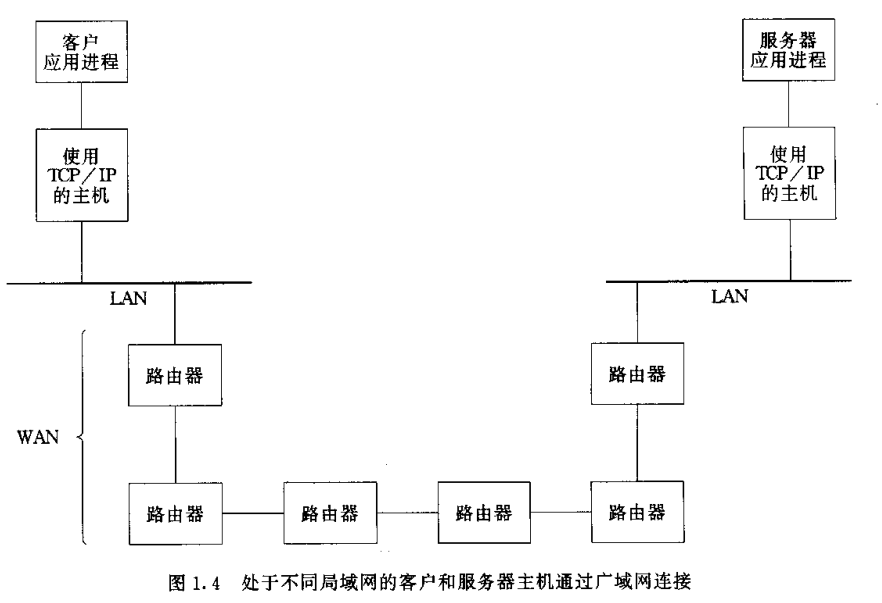 客户
应用进程
服务器
应用进程
使用
TCP／IP
的主机
使用
TCP／IP
的主机
LAN
LAN
路由器
路由器
WAN
路由器
路由器
路由器
路由器
图 1.4 处于不同局域网的客户和服务器主机通过广域网连接